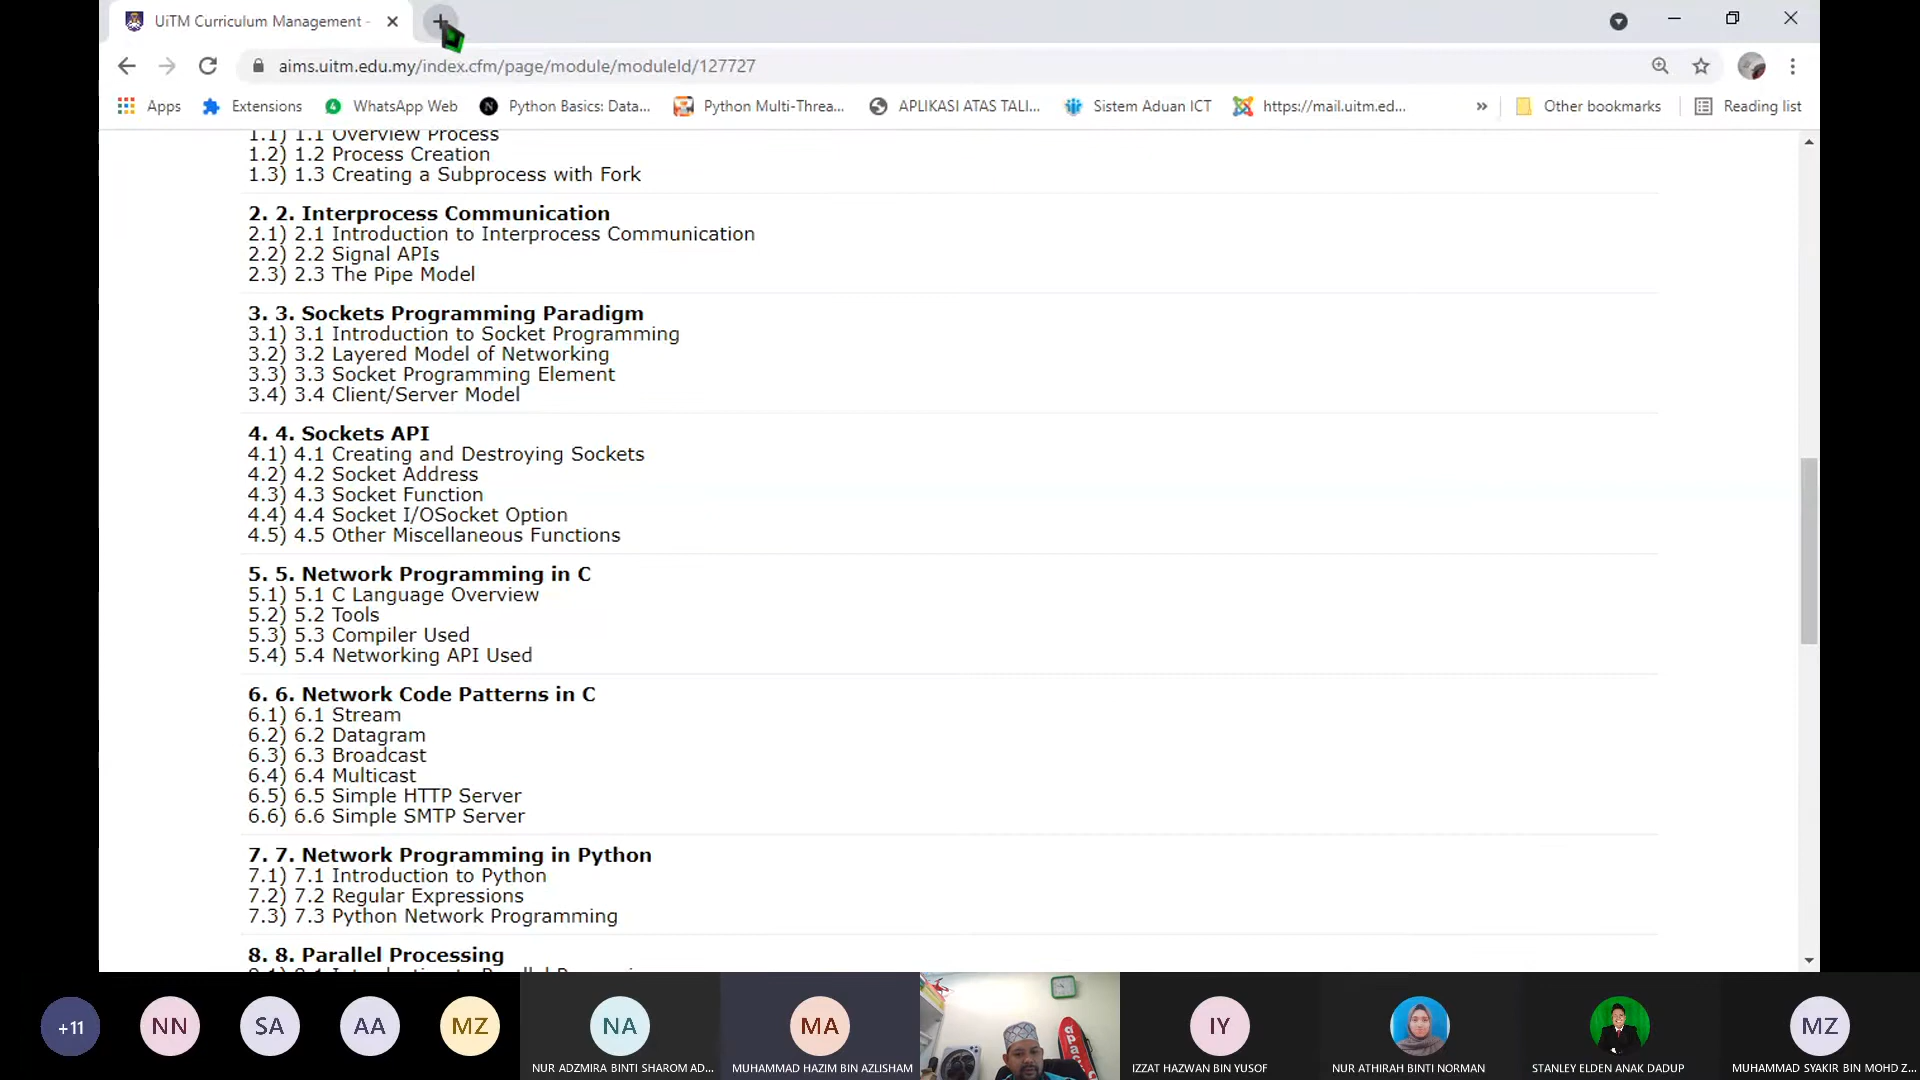 UiTM Curriculum Management -
aims.uitm.edu.my/index.cfm/page/module/moduleId/127727
Apps
Extensions
4
WhatsApp Web
N
Python Basics: Data...
Python Multi-Threa...
APLIKASI ATAS TALI...
Sistem Aduan ICT
https://mail.uitm.ed...
»
Other bookmarks
Reading list
1.1) 1.1 Overview Process
1.2) 1.2 Process Creation
1.3) 1.3 Creating a Subprocess with Fork
2. 2. Interprocess Communication
2.1) 2.1 Introduction to Interprocess Communication
2.2) 2.2 Signal APIs
2.3) 2.3 The Pipe Model
3. 3. Sockets Programming Paradigm
3.1) 3.1 Introduction to Socket Programming
3.2) 3.2 Layered Model of Networking
3.3) 3.3 Socket Programming Element
3.4) 3.4 Client/Server Model
4. 4. Sockets API
4.1) 4.1 Creating and Destroying Sockets
4.2) 4.2 Socket Address
4.3) 4.3 Socket Function
4.4) 4.4 Socket I/OSocket Option
4.5) 4.5 Other Miscellaneous Functions
5. 5. Network Programming in C
5.1) 5.1 C Language Overview
5.2) 5.2 Tools
5.3) 5.3 Compiler Used
5.4) 5.4 Networking API Used
6. 6. Network Code Patterns in C
6.1) 6.1 Stream
6.2) 6.2 Datagram
6.3) 6.3 Broadcast
6.4) 6.4 Multicast
6.5) 6.5 Simple HTTP Server
6.6) 6.6 Simple SMTP Server
7. 7. Network Programming in Python
7.1) 7.1 Introduction to Python
7.2) 7.2 Regular Expressions
7.3) 7.3 Python Network Programming
8. 8. Parallel Processing
+11
NN
SA
AA
MZ
NA
MA
IY
MZ
NUR ADZMIRA BINTI SHAROM AD...
MUHAMMAD HAZIM BIN AZLISHAM
IZZAT HAZWAN BIN YUSOF
NUR ATHIRAH BINTI NORMAN
STANLEY ELDEN ANAK DADUP
MUHAMMAD SYAKIR BIN MOHD Z...